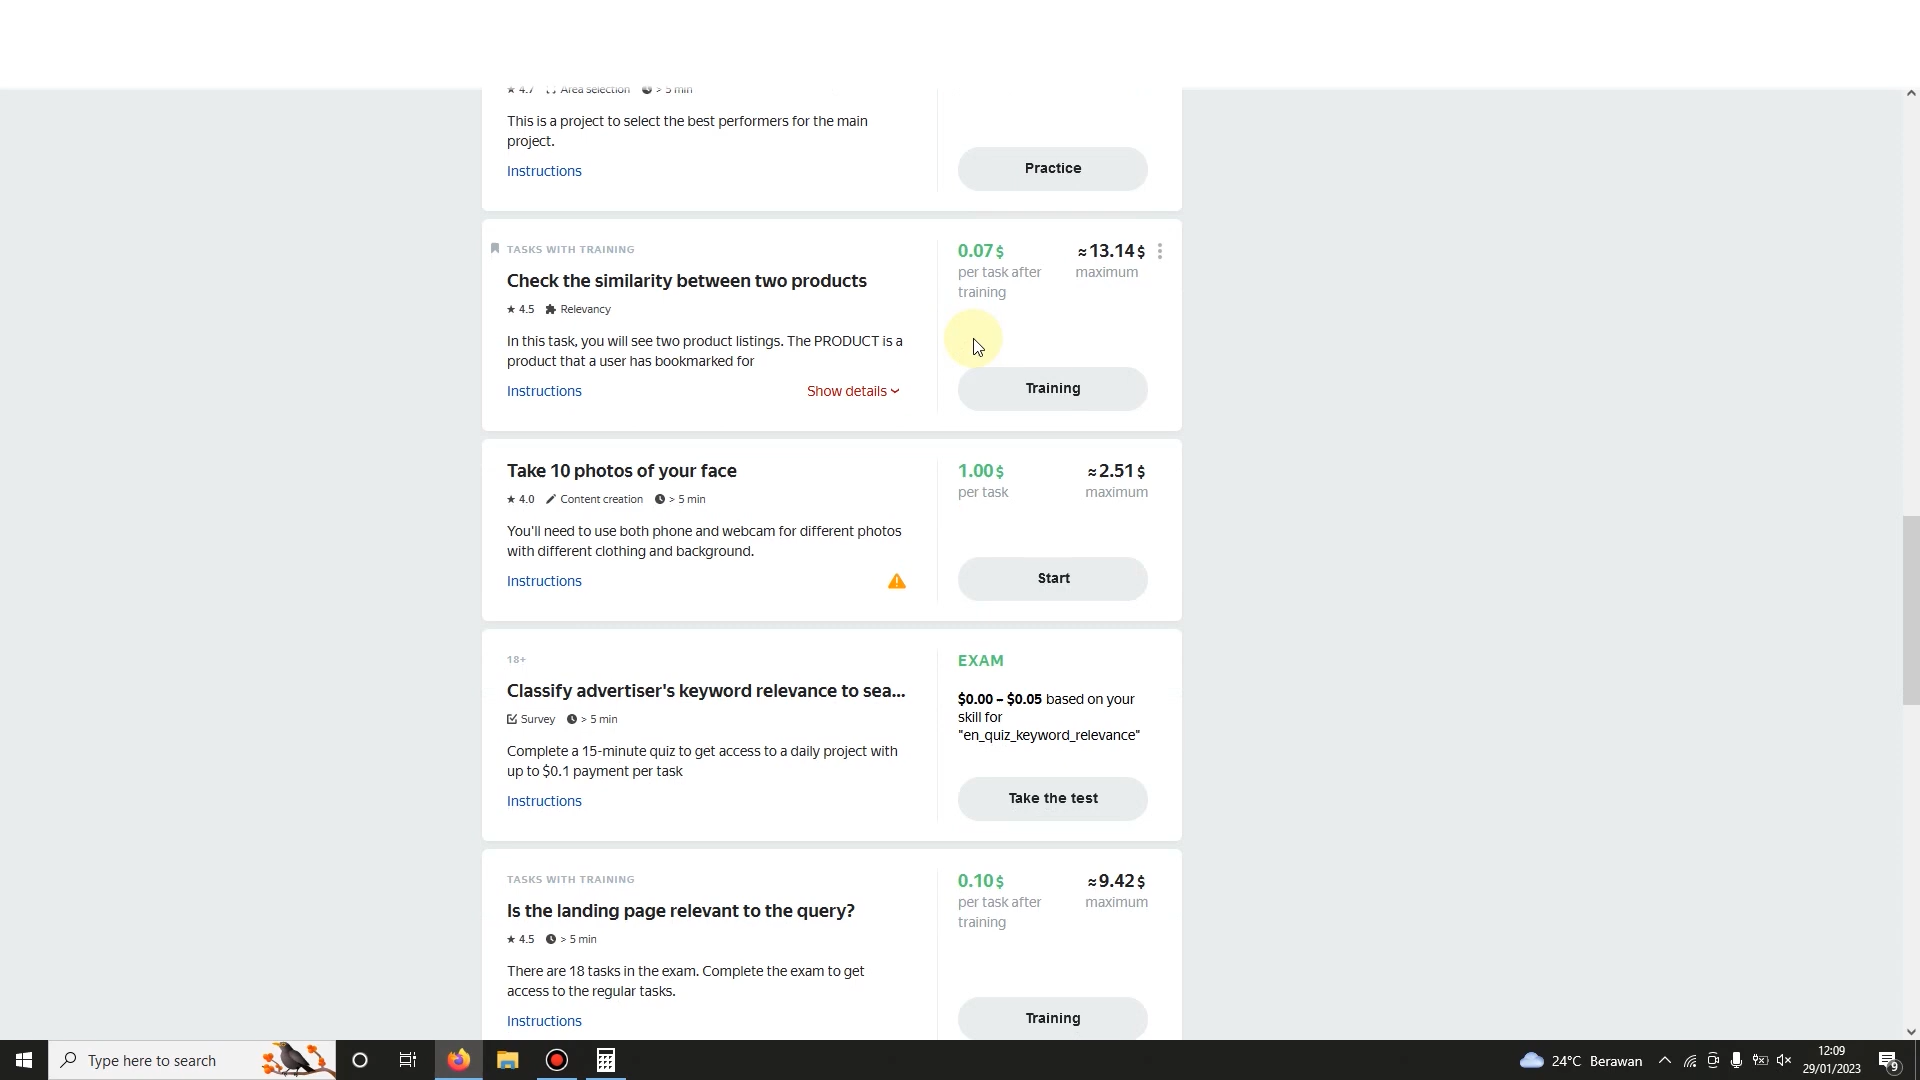 4.7 Area selection > 5 min
This is a project to select the best performers for the main
project.
Instructions
Practice
TASKS WITH TRAINING
Check the similarity between two products
4.5 Relevancy
In this task, you will see two product listings. The PRODUCT is a
product that a user has bookmarked for
Instructions
Show details
0.07$
per task after
training
≈13.14$
maximum
Training
Take 10 photos of your face
4.0 Content creation > 5 min
You'll need to use both phone and webcam for different photos
with different clothing and background.
Instructions
1.00$
per task
≈2.51$
maximum
Start
18+
Classify advertiser's keyword relevance to sea...
Survey > 5 min
Complete a 15-minute quiz to get access to a daily project with
up to $0.1 payment per task
Instructions
EXAM
$0.00 – $0.05 based on your
skill for
"en_quiz_keyword_relevance"
Take the test
TASKS WITH TRAINING
Is the landing page relevant to the query?
4.5 > 5 min
There are 18 tasks in the exam. Complete the exam to get
access to the regular tasks.
Instructions
0.10$
per task after
training
≈9.42$
maximum
Training
Type here to search
24°C Berawan
12:09
29/01/2023
9